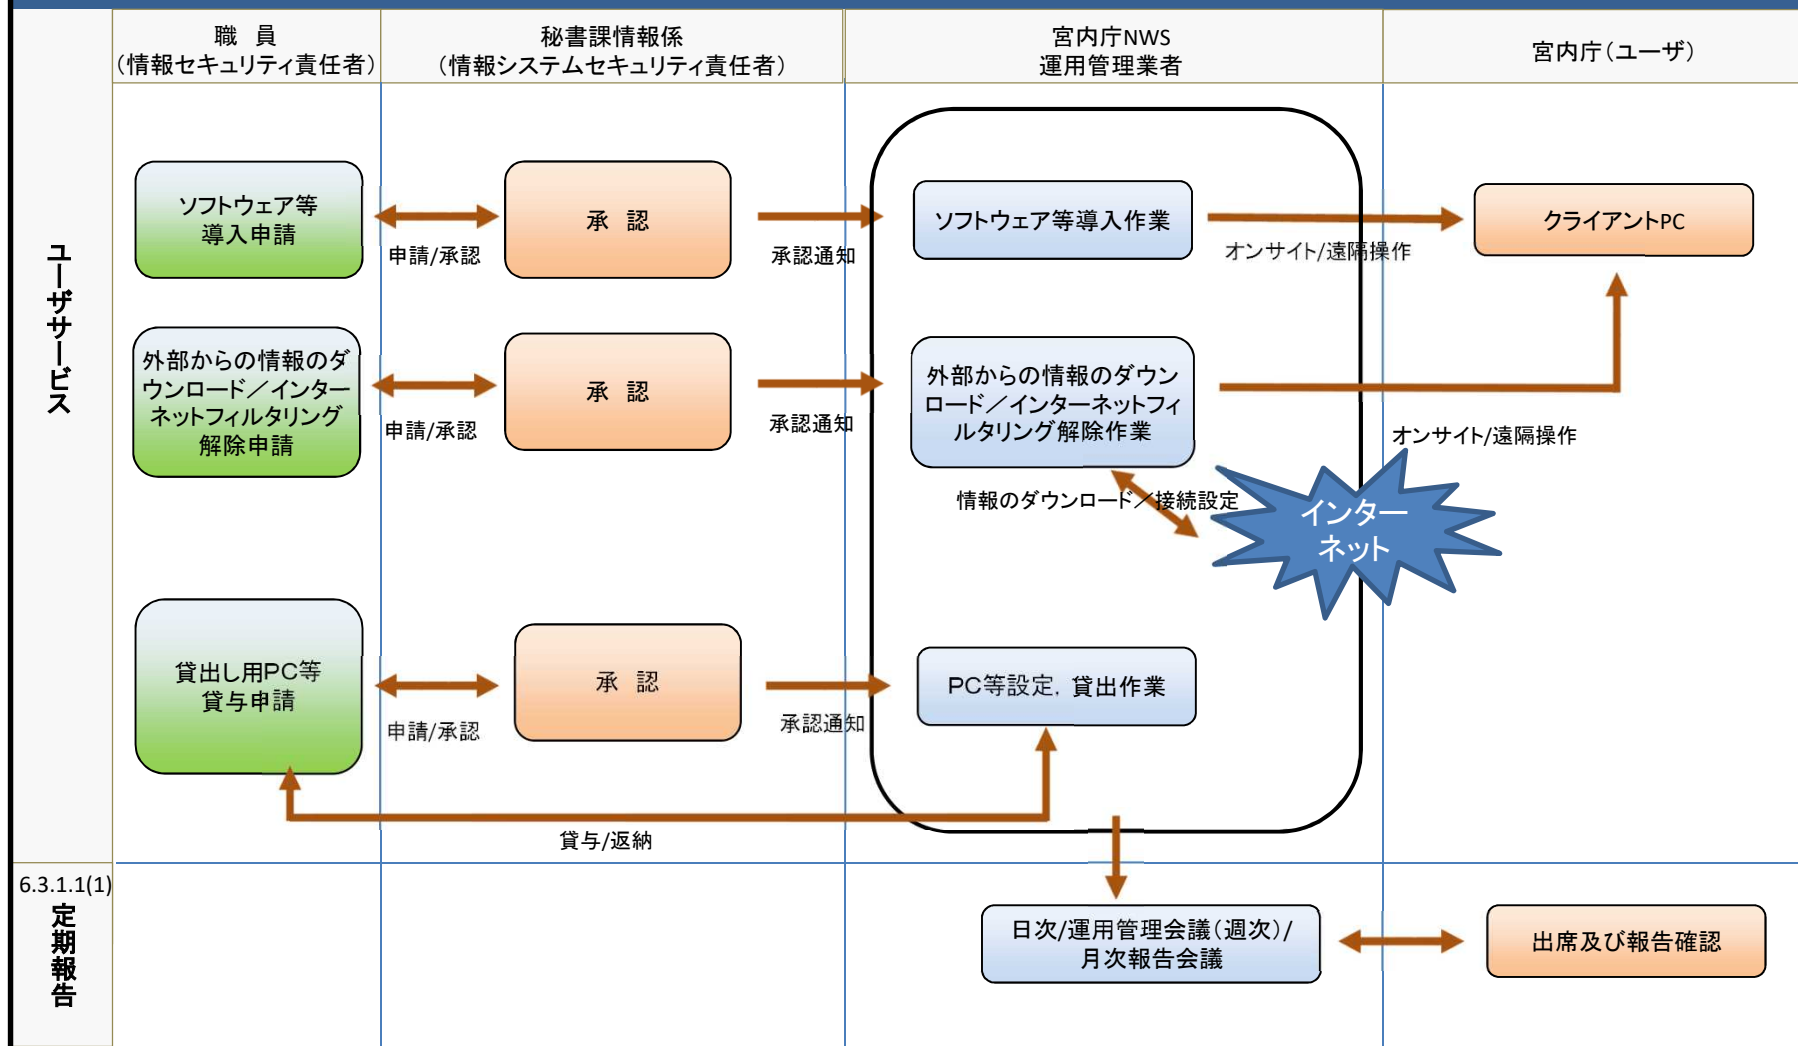 職 員
（情報セキュリティ責任者）
秘書課情報係
（情報システムセキュリティ責任者）
宮内庁NWS
運用管理業者
宮内庁（ユーザ）
ユーザサービス
ソフトウェア等
導入申請
申請/承認
承 認
承認通知
ソフトウェア等導入作業
オンサイト/遠隔操作
クライアントPC
外部からの情報のダ
ウンロード／インター
ネットフィルタリング
解除申請
申請/承認
承 認
承認通知
外部からの情報のダウン
ロード／インターネットフィ
ルタリング解除作業
オンサイト/遠隔操作
情報のダウンロード／接続設定
インター
ネット
貸出し用PC等
貸与申請
申請/承認
承 認
承認通知
PC等設定，貸出作業
貸与/返納
6.3.1.1(1)
定期報告
日次/運用管理会議（週次）/
月次報告会議
出席及び報告確認